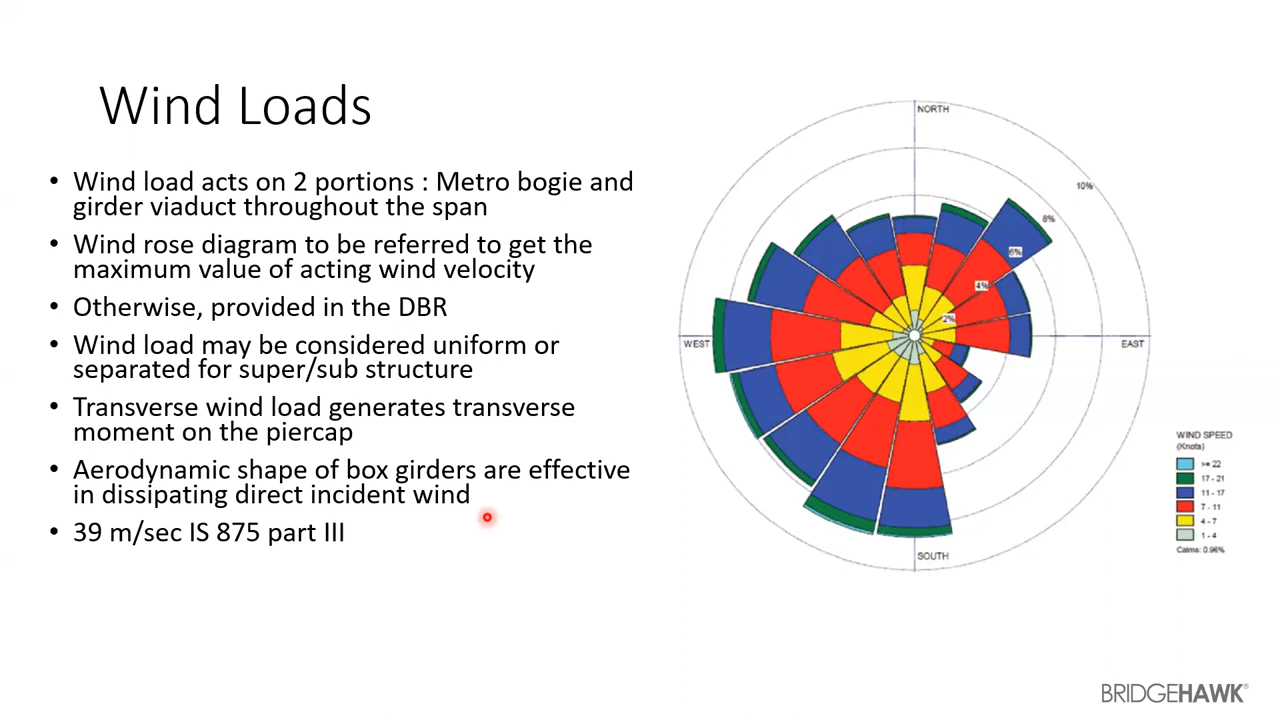 Wind Loads
• Wind load acts on 2 portions : Metro bogie and
girder viaduct throughout the span
• Wind rose diagram to be referred to get the
maximum value of acting wind velocity
• Otherwise, provided in the DBR
• Wind load may be considered uniform or
separated for super/sub structure
• Transverse wind load generates transverse
moment on the piercap
• Aerodynamic shape of box girders are effective
in dissipating direct incident wind
• 39 m/sec IS 875 part III
NORTH
10%
8%
6%
4%
2%
WEST
EAST
SOUTH
WIND SPEED
(Knots)
>= 22
17 - 21
11 - 17
7 - 11
4 - 7
1 - 4
Calms: 0.96%
BRIDGEHAWK®